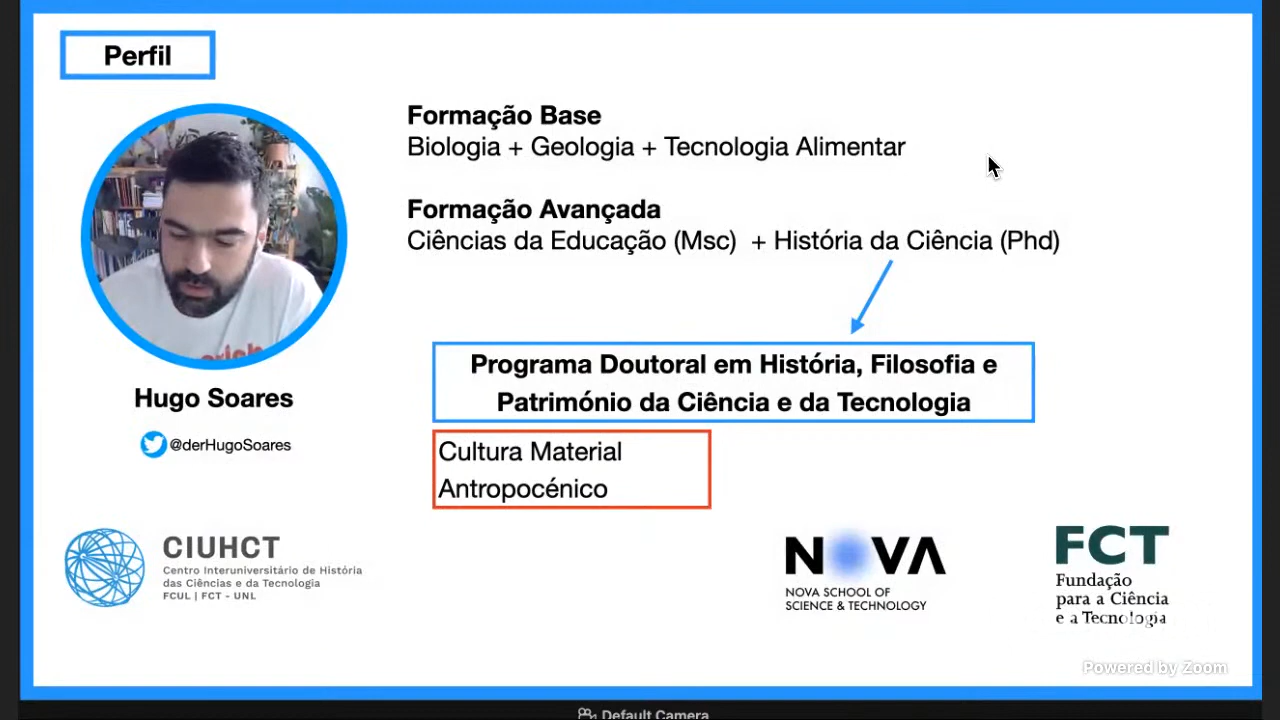 Perfil
Formação Base
Biologia + Geologia + Tecnologia Alimentar
Formação Avançada
Ciências da Educação (Msc) + História da Ciência (Phd)
Programa Doutoral em História, Filosofia e
Património da Ciência e da Tecnologia
Hugo Soares
@derHugoSoares
Cultura Material
Antropocénico
CIUHCT
Centro Interuniversitário de História
das Ciências e da Tecnologia
FCUL | FCT - UNL
NOVA
NOVA SCHOOL OF
SCIENCE & TECHNOLOGY
FCT
Fundação
para a Ciência
e a Tecnologia
Powered by Zoom
Default Camera